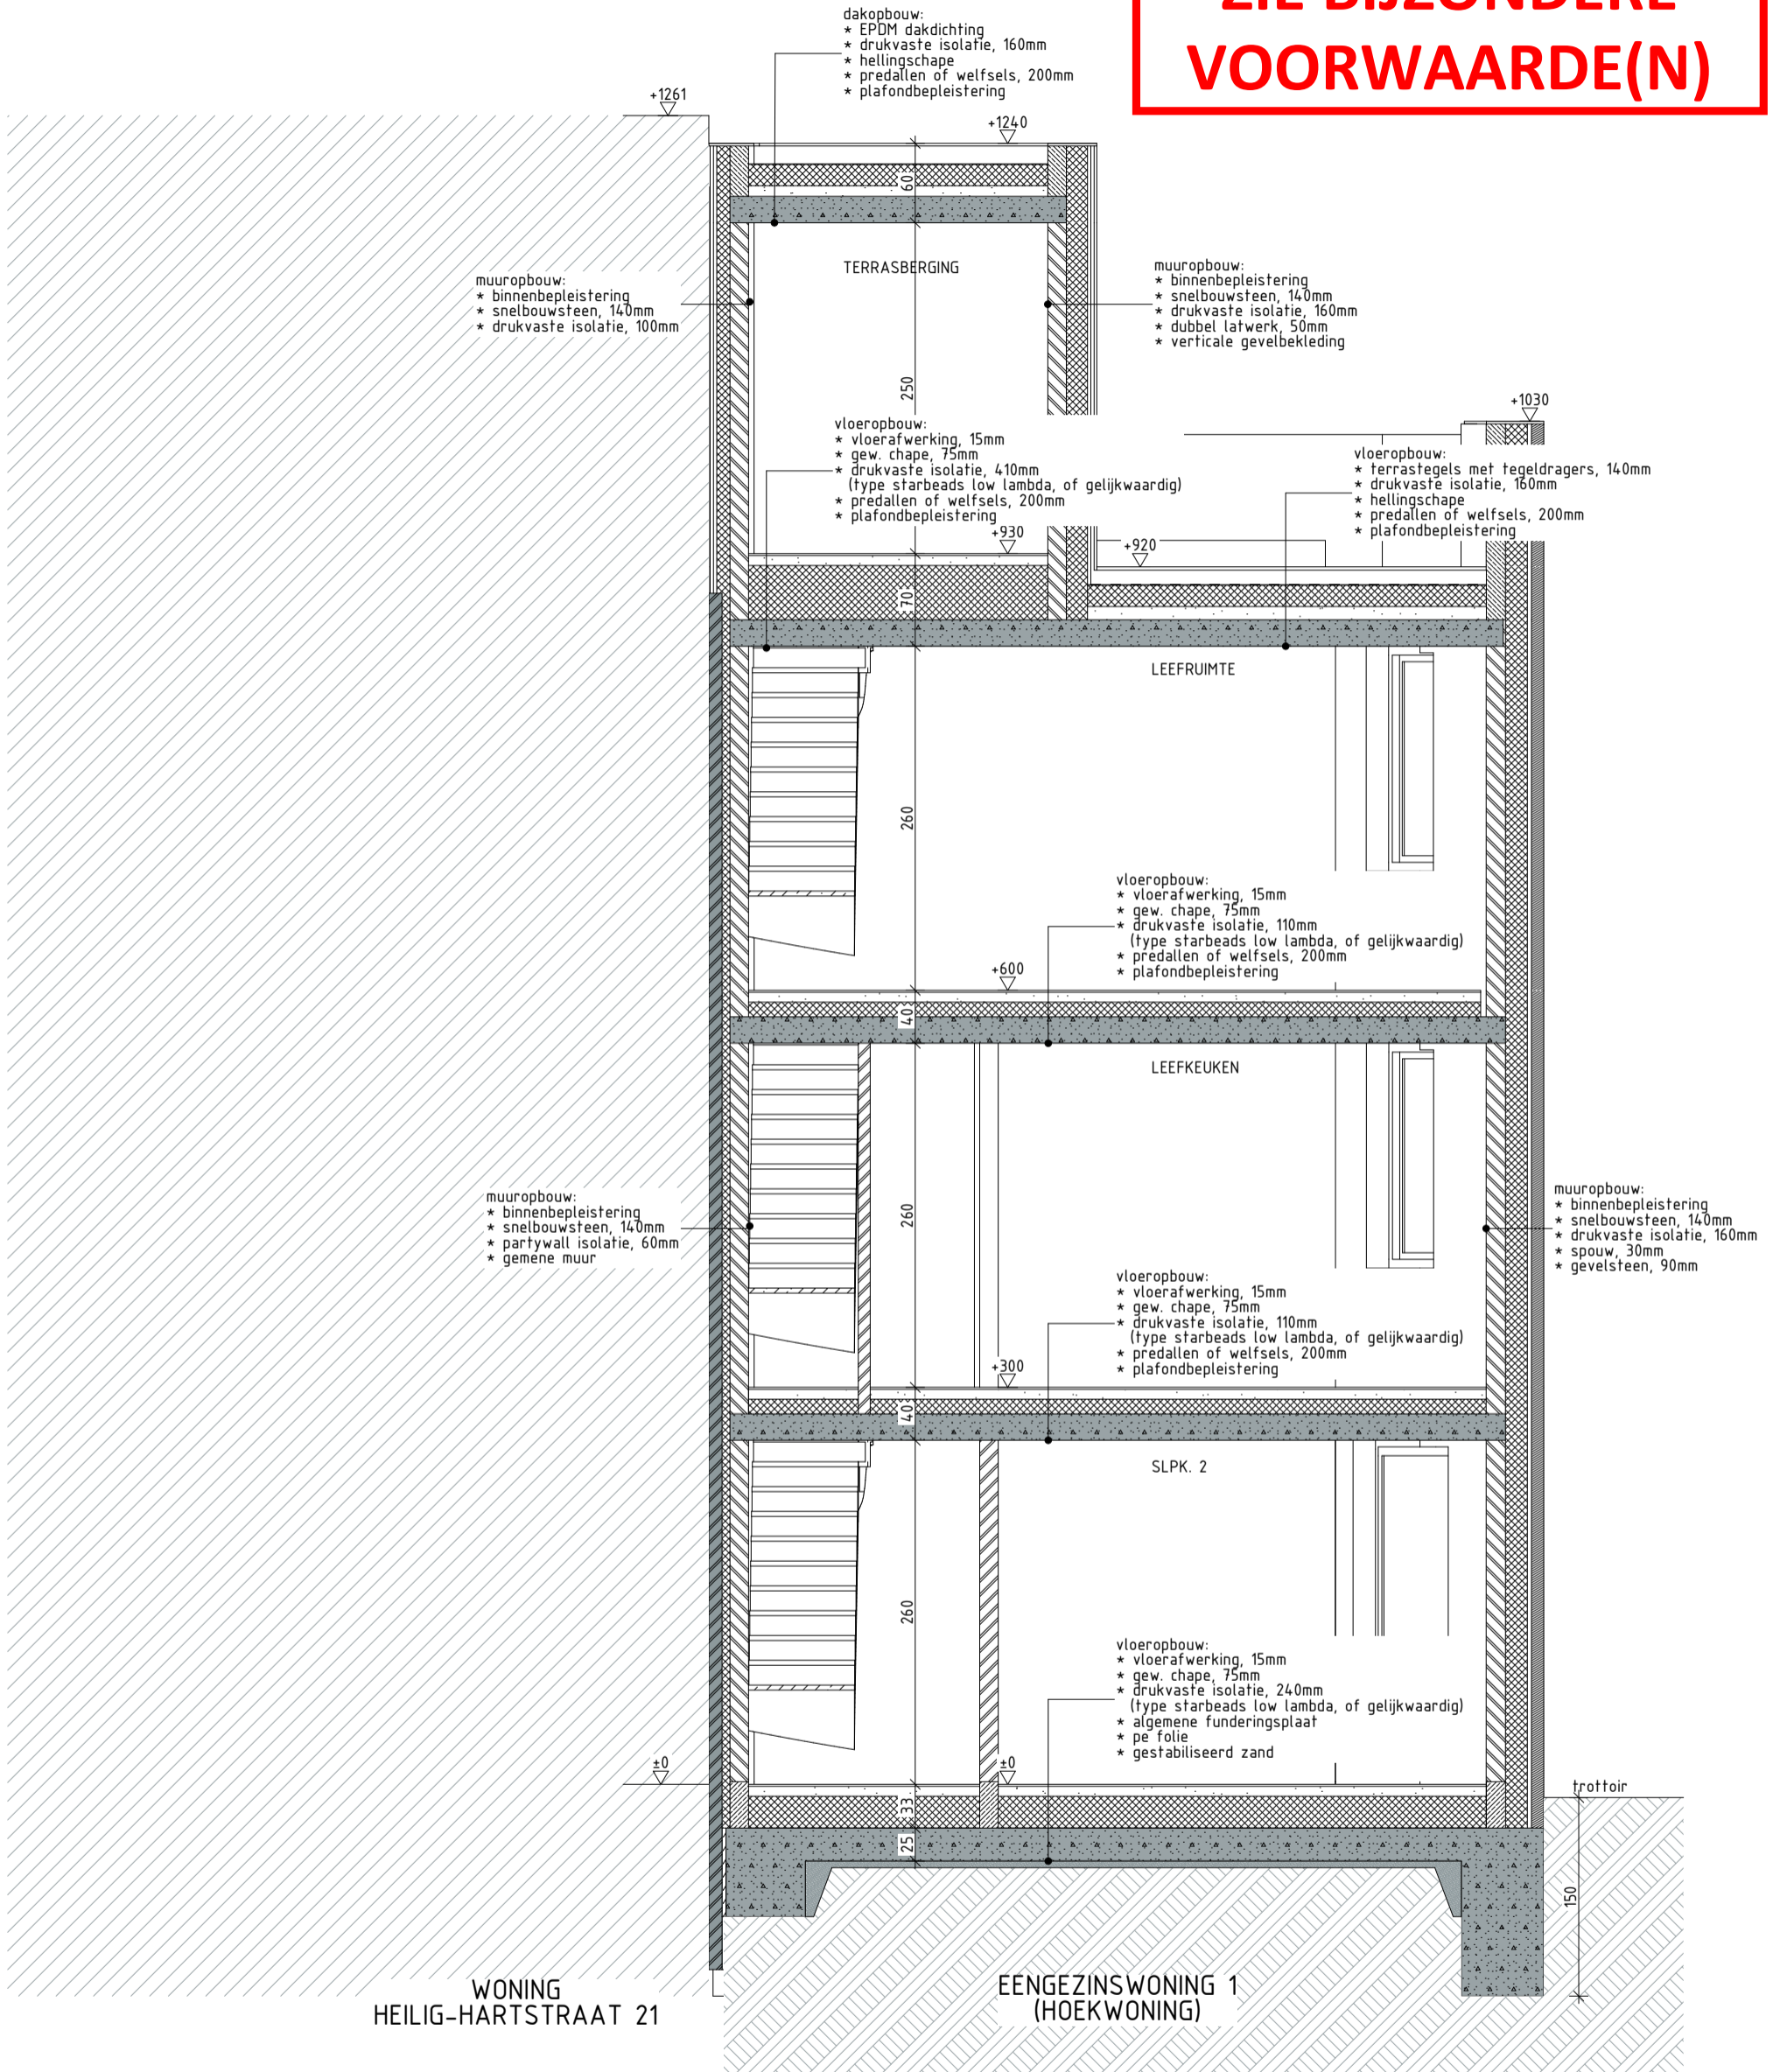 ZIE BIJZONDERE
VOORWAARDE(N)
dakopbouw:
* EPDM dakdichting
* drukvaste isolatie, 160mm
* hellingschape
* predallen of welfsels, 200mm
* plafondbepleistering
+1261
+1240
60
TERRASBERGING
muuropbouw:
* binnenbepleistering
* snelbouwsteen, 140mm
* drukvaste isolatie, 100mm
muuropbouw:
* binnenbepleistering
* snelbouwsteen, 140mm
* drukvaste isolatie, 160mm
* dubbel latwerk, 50mm
* verticale gevelbekleding
250
+1030
vloeropbouw:
* vloerafwerking, 15mm
* gew. chape, 75mm
* drukvaste isolatie, 410mm
(type starbeads low lambda, of gelijkwaardig)
* predallen of welfsels, 200mm
* plafondbepleistering
vloeropbouw:
* terrastegels met tegeldragers, 140mm
* drukvaste isolatie, 160mm
* hellingschape
* predallen of welfsels, 200mm
* plafondbepleistering
+930
+920
70
LEEFRUIMTE
260
vloeropbouw:
* vloerafwerking, 15mm
* gew. chape, 75mm
* drukvaste isolatie, 110mm
(type starbeads low lambda, of gelijkwaardig)
* predallen of welfsels, 200mm
* plafondbepleistering
+600
40
LEEFKEUKEN
260
muuropbouw:
* binnenbepleistering
* snelbouwsteen, 140mm
* partywall isolatie, 60mm
* gemene muur
muuropbouw:
* binnenbepleistering
* snelbouwsteen, 140mm
* drukvaste isolatie, 160mm
* spouw, 30mm
* gevelsteen, 90mm
vloeropbouw:
* vloerafwerking, 15mm
* gew. chape, 75mm
* drukvaste isolatie, 110mm
(type starbeads low lambda, of gelijkwaardig)
* predallen of welfsels, 200mm
* plafondbepleistering
+300
40
SLPK. 2
260
vloeropbouw:
* vloerafwerking, 15mm
* gew. chape, 75mm
* drukvaste isolatie, 240mm
(type starbeads low lambda, of gelijkwaardig)
* algemene funderingsplaat
* pe folie
* gestabiliseerd zand
±0
±0
trottoir
33
25
150
WONING
HEILIG-HARTSTRAAT 21
EENGEZINSWONING 1
(HOEKWONING)